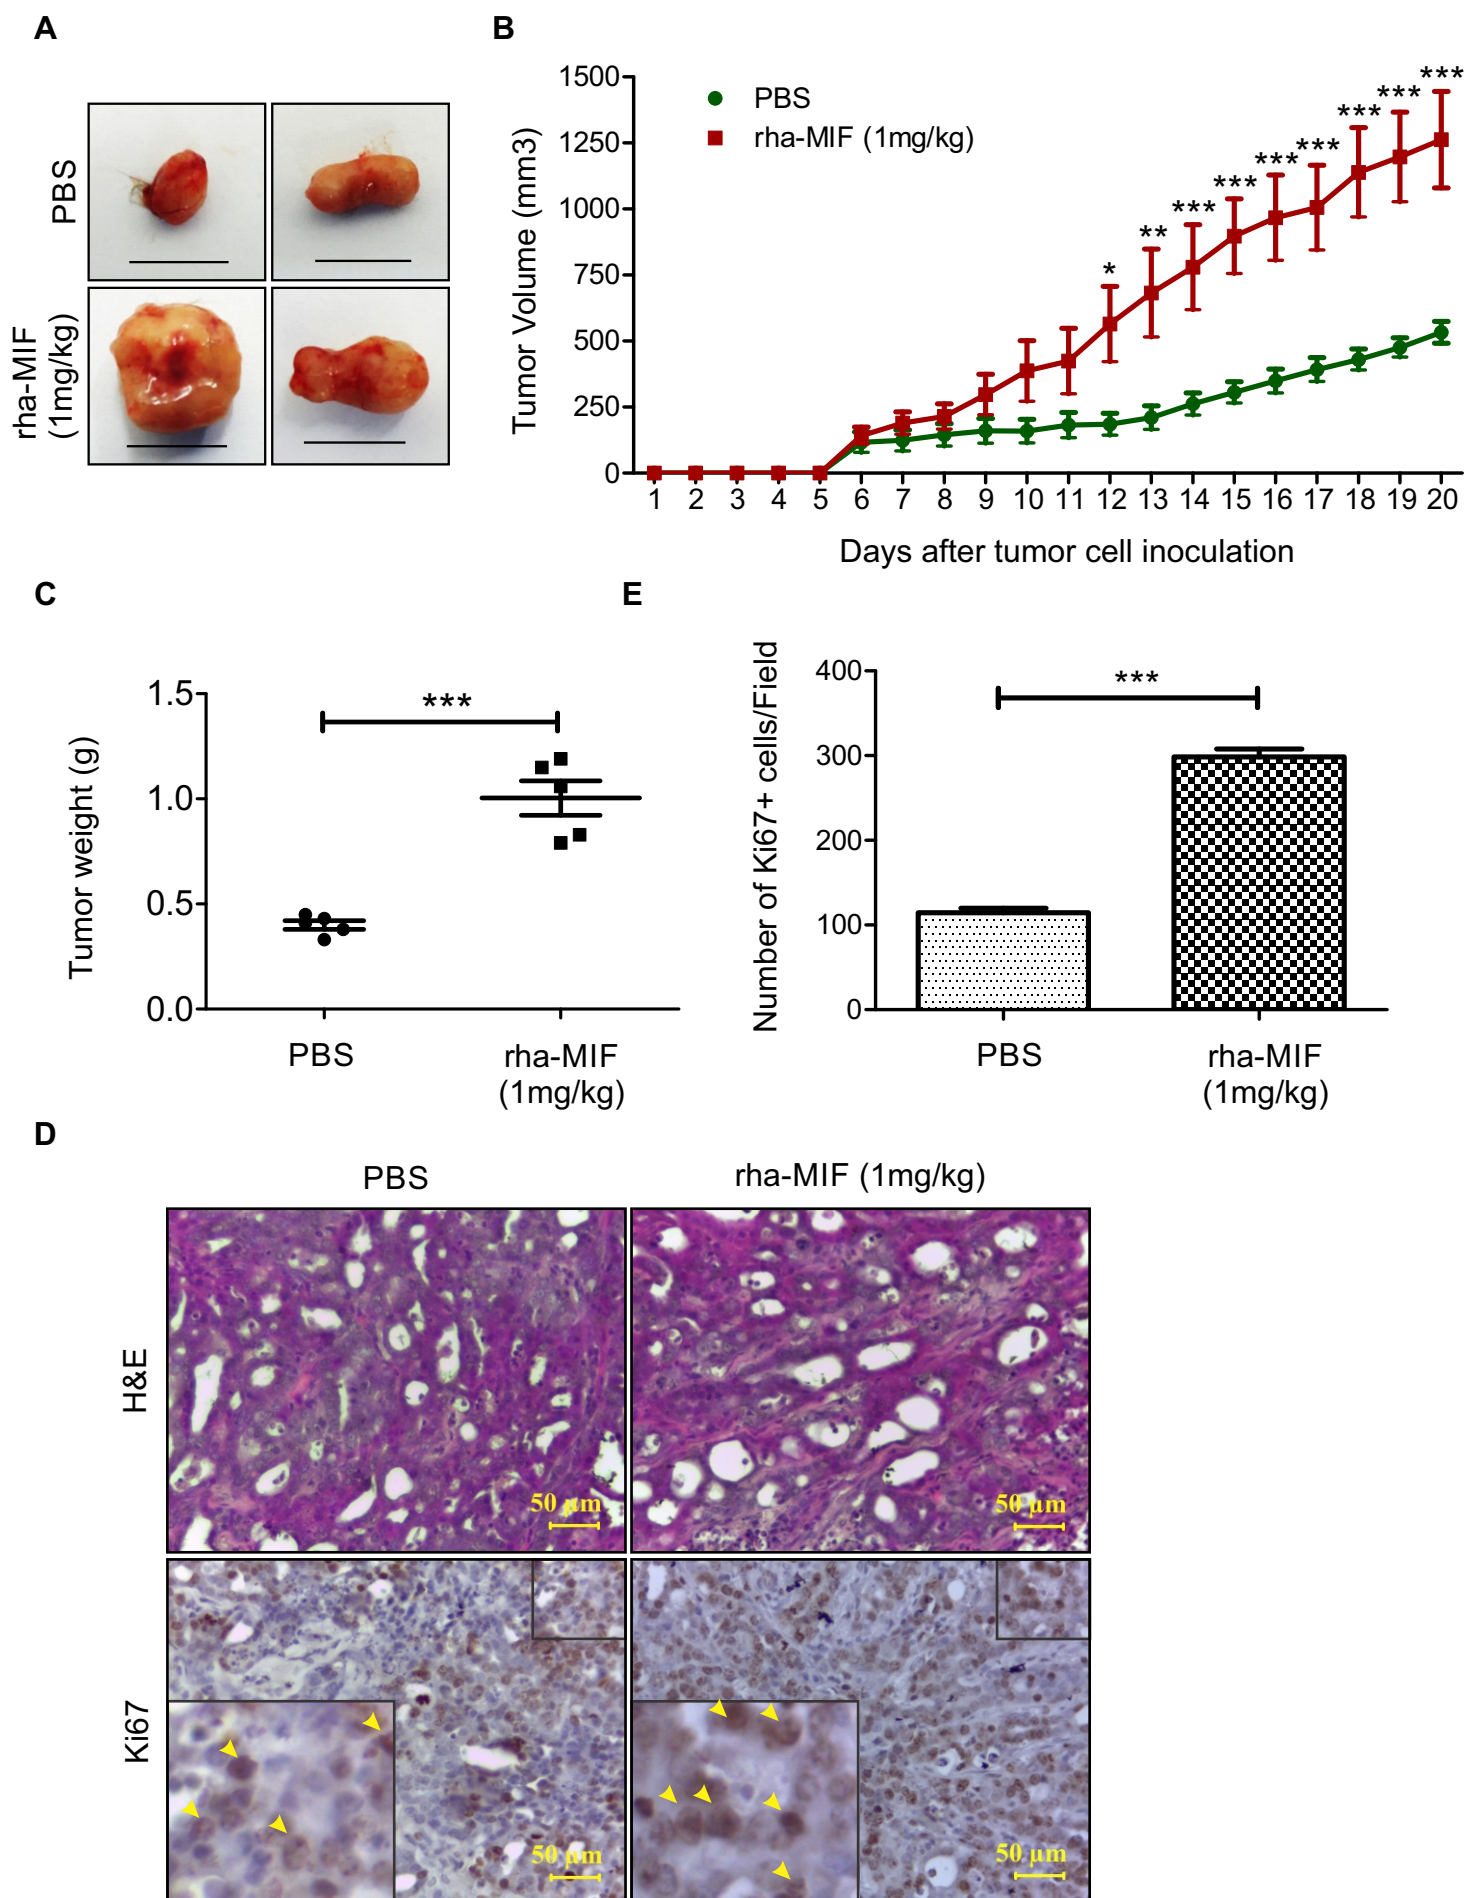 A
PBS
rha-MIF
(1mg/kg)
B
Tumor Volume (mm3)
1500
1250
1000
750
500
250
0
PBS
rha-MIF (1mg/kg)
* ** *** *** *** *** *** *** ***
1 2 3 4 5 6 7 8 9 10 11 12 13 14 15 16 17 18 19 20
Days after tumor cell inoculation
C
Tumor weight (g)
1.5
1.0
0.5
0.0
***
PBS
rha-MIF
(1mg/kg)
E
Number of Ki67+ cells/Field
400
300
200
100
0
***
PBS
rha-MIF
(1mg/kg)
D
PBS
rha-MIF (1mg/kg)
H&E
50 µm
50 µm
Ki67
50 µm
50 µm